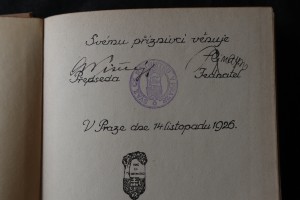 Svému příznivci věnuje
Předseda
Jednatel
V Praze dne 14 listopadu 1926.